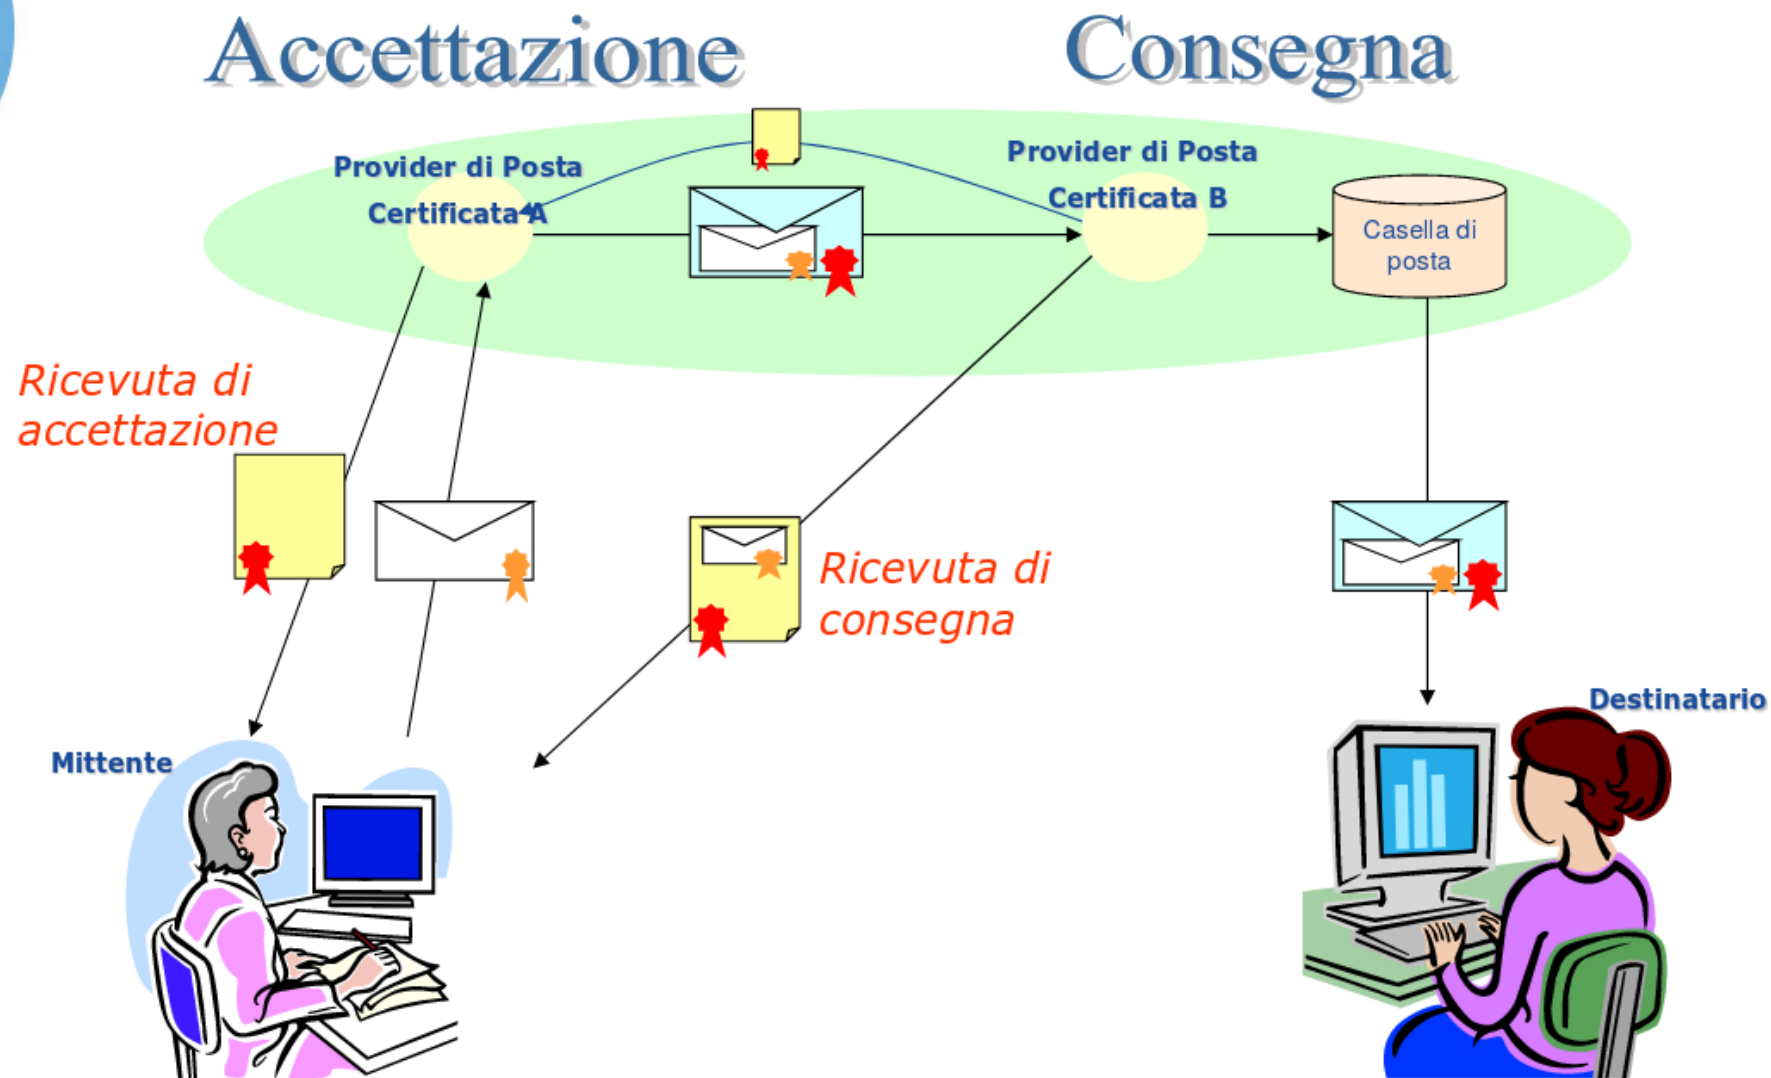 Accettazione
Consegna
Provider di Posta
Certificata A
Provider di Posta
Certificata B
Casella di
posta
Ricevuta di
accettazione
Ricevuta di
consegna
Mittente
Destinatario